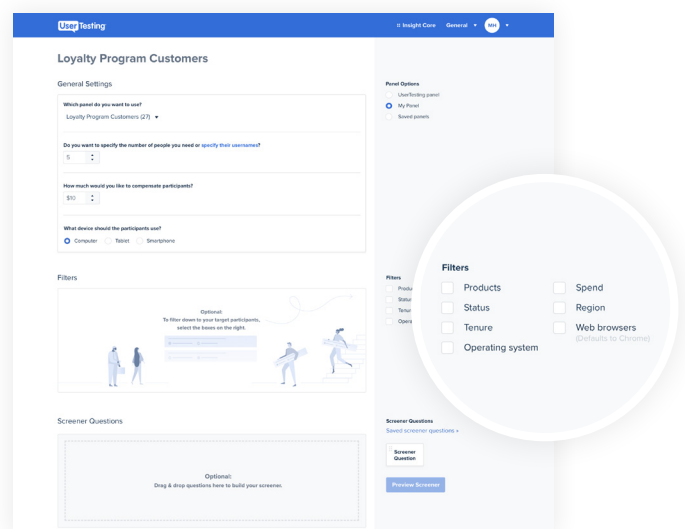 UserTesting
Insight Core General MH
Loyalty Program Customers
General Settings
Which panel do you want to use?
Loyalty Program Customers (27)
Do you want to specify the number of people you need or specify their usernames?
5
How much would you like to compensate participants?
$10
What device should the participants use?
Computer Tablet Smartphone
Panel Options
UserTesting panel
My Panel
Saved panels
Filters
Optional:
To filter down to your target participants,
select the boxes on the right.
Filters
Produ
Statu
Tenur
Opera
Filters
Products Spend
Status Region
Tenure Web browsers
(Defaults to Chrome)
Operating system
Screener Questions
Optional:
Drag & drop questions here to build your screener.
Screener Questions
Saved screener questions »
Screener
Question
Preview Screener